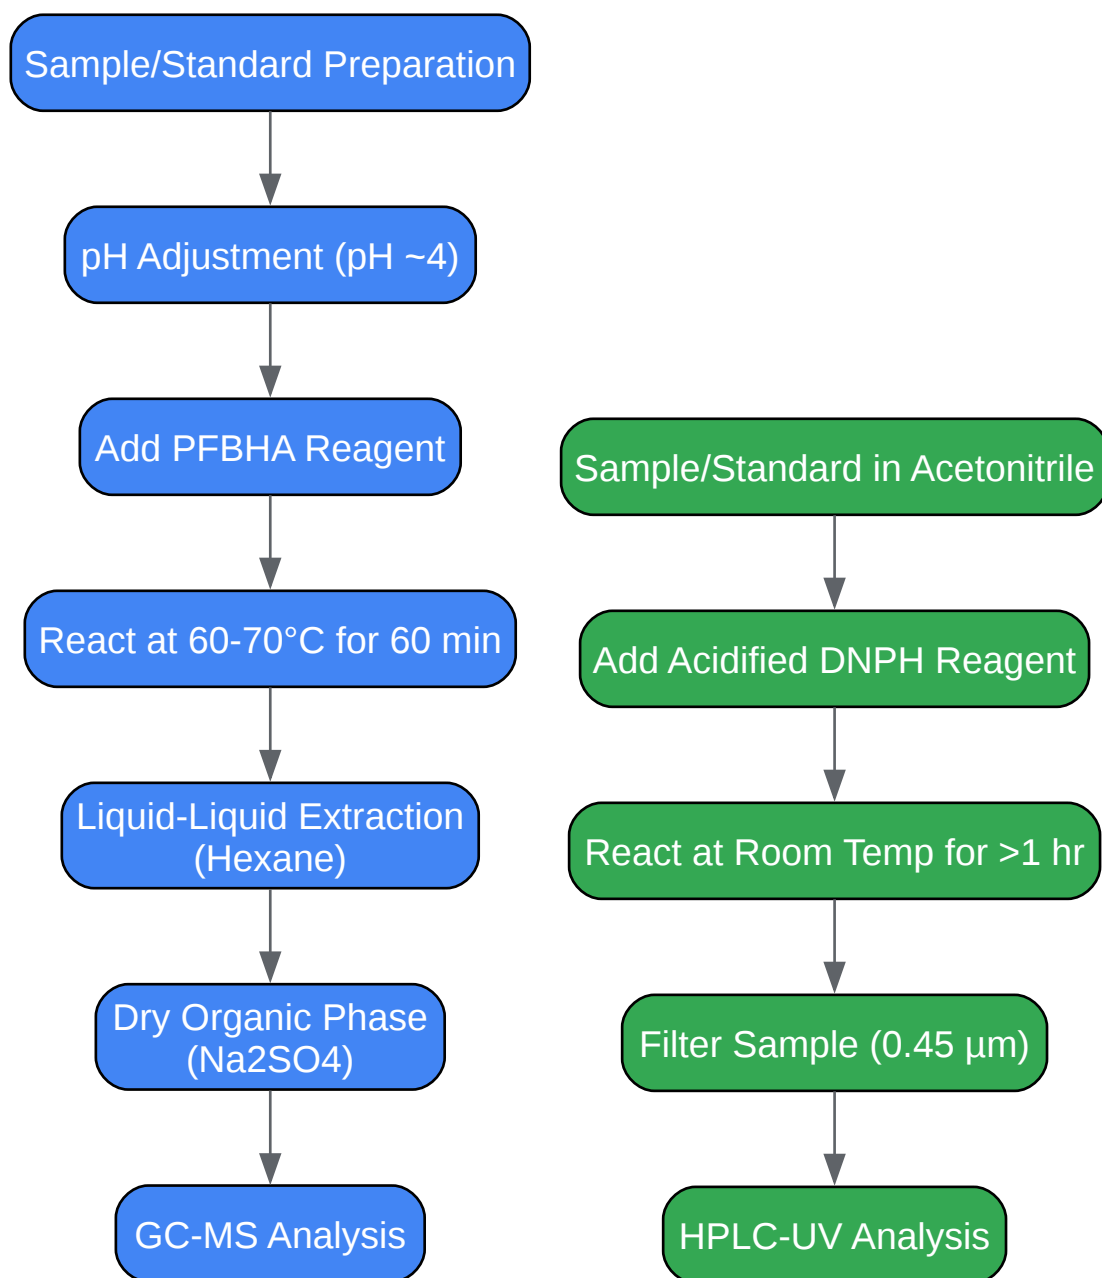 Sample/Standard Preparation
pH Adjustment (pH ~4)
Add PFBHA Reagent
React at 60-70°C for 60 min
Liquid-Liquid Extraction
(Hexane)
Dry Organic Phase
(Na2SO4)
GC-MS Analysis
Sample/Standard in Acetonitrile
Add Acidified DNPH Reagent
React at Room Temp for >1 hr
Filter Sample (0.45 µm)
HPLC-UV Analysis